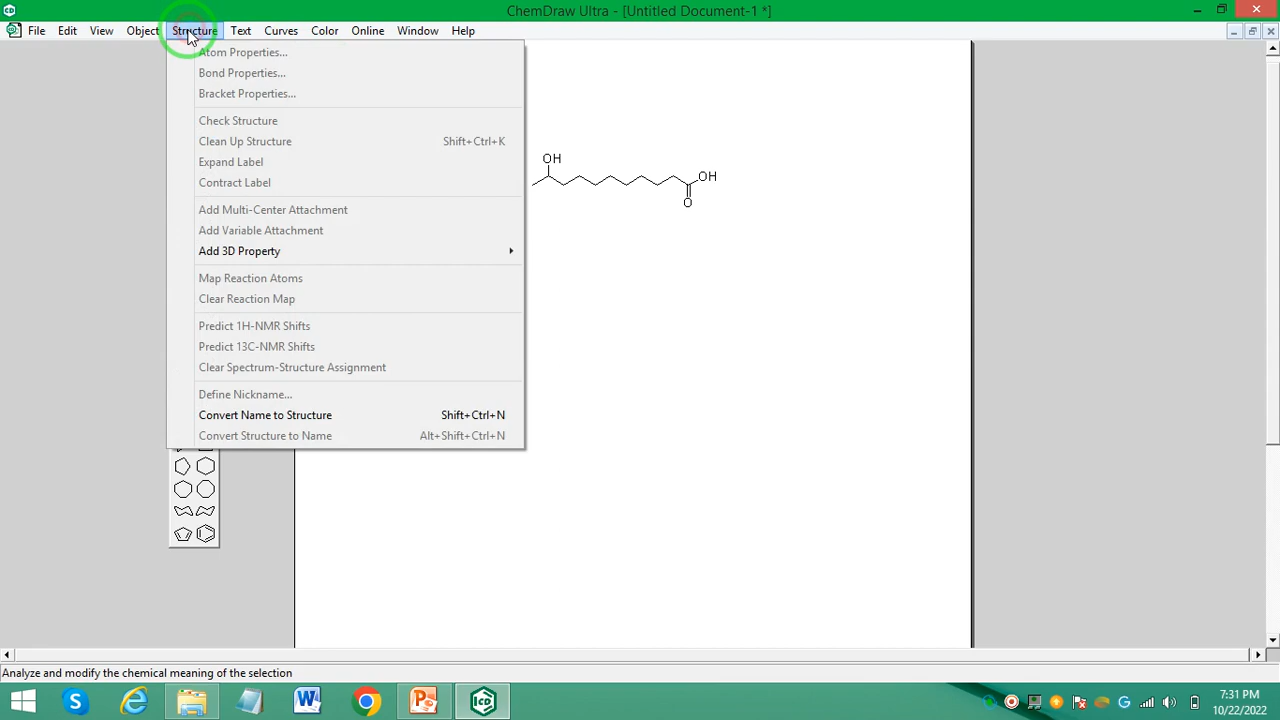 ChemDraw Ultra - [Untitled Document-1 *]
File Edit View Object Structure Text Curves Color Online Window Help
Atom Properties...
Bond Properties...
Bracket Properties...
Check Structure
Clean Up Structure Shift+Ctrl+K
Expand Label
Contract Label
Add Multi-Center Attachment
Add Variable Attachment
Add 3D Property
Map Reaction Atoms
Clear Reaction Map
Predict 1H-NMR Shifts
Predict 13C-NMR Shifts
Clear Spectrum-Structure Assignment
Define Nickname...
Convert Name to Structure Shift+Ctrl+N
Convert Structure to Name Alt+Shift+Ctrl+N
OH
OH
O
Analyze and modify the chemical meaning of the selection
7:31 PM
10/22/2022